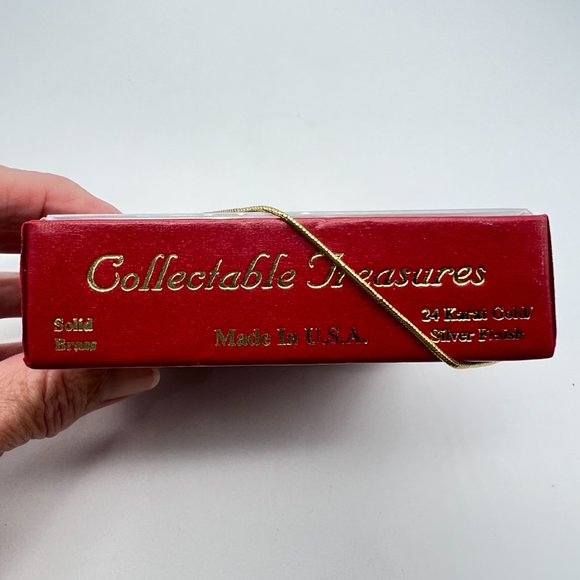 Collectable Treasures
Solid
Brass
Made In U.S.A.
24 Karat Gold/
Silver Finish